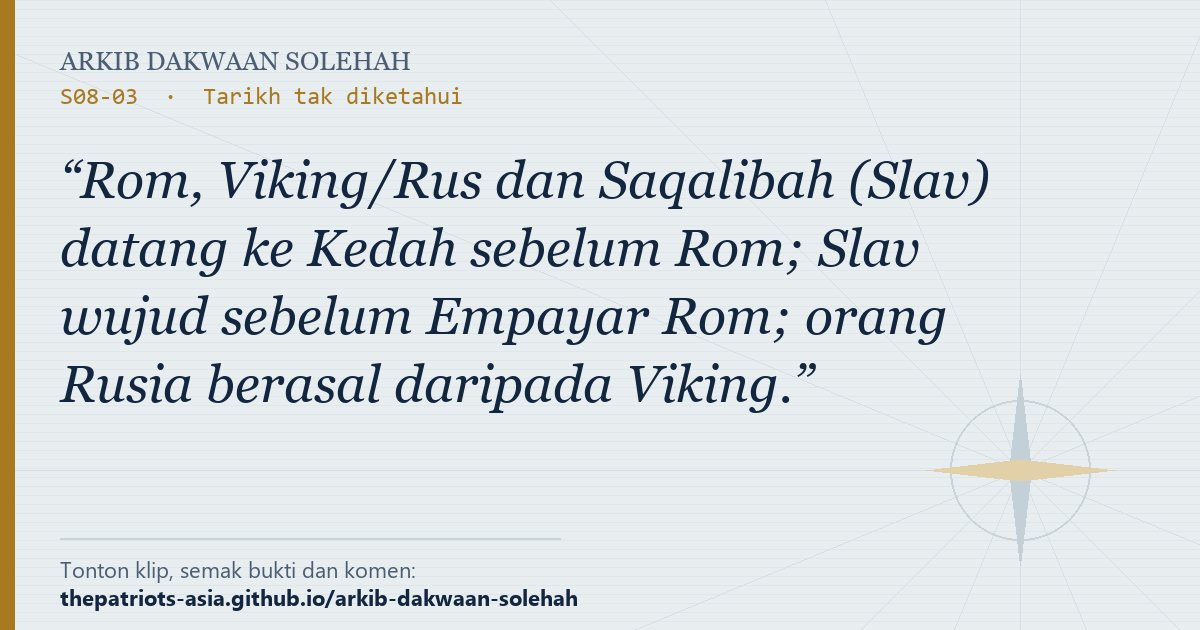 ARKIB DAKWAAN SOLEHAH
S08-03 · Tarikh tak diketahui
“Rom, Viking/Rus dan Saqalibah (Slav)
datang ke Kedah sebelum Rom; Slav
wujud sebelum Empayar Rom; orang
Rusia berasal daripada Viking.”
Tonton klip, semak bukti dan komen:
thepatriots-asia.github.io/arkib-dakwaan-solehah